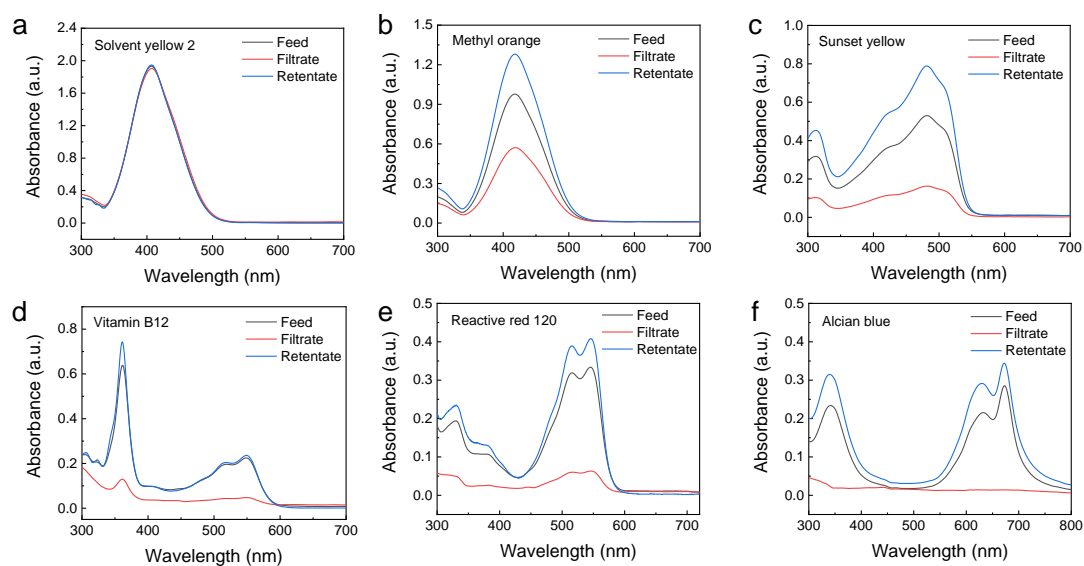 a
Solvent yellow 2
Feed
Filtrate
Retentate
2.4
2.0
1.6
1.2
0.8
0.4
0.0
Absorbance (a.u.)
300 400 500 600 700
Wavelength (nm)
b
Methyl orange
Feed
Filtrate
Retentate
1.5
1.2
0.9
0.6
0.3
0.0
Absorbance (a.u.)
300 400 500 600 700
Wavelength (nm)
c
Sunset yellow
Feed
Filtrate
Retentate
1.0
0.8
0.6
0.4
0.2
0.0
Absorbance (a.u.)
300 400 500 600 700
Wavelength (nm)
d
Vitamin B12
Feed
Filtrate
Retentate
0.8
0.6
0.4
0.2
0.0
Absorbance (a.u.)
300 400 500 600 700
Wavelength (nm)
e
Reactive red 120
Feed
Filtrate
Retentate
0.5
0.4
0.3
0.2
0.1
0.0
Absorbance (a.u.)
300 400 500 600 700
Wavelength (nm)
f
Alcian blue
Feed
Filtrate
Retentate
0.5
0.4
0.3
0.2
0.1
0.0
Absorbance (a.u.)
300 400 500 600 700 800
Wavelength (nm)